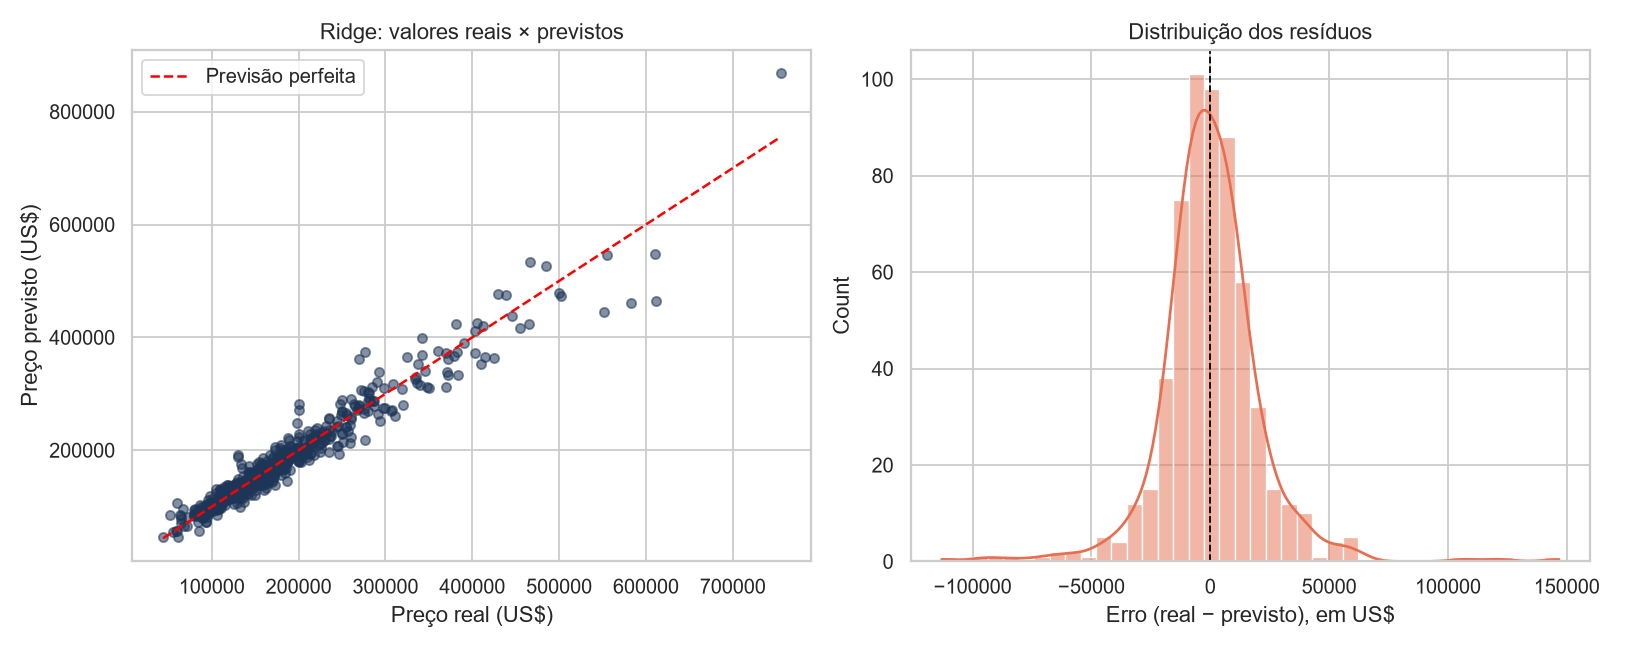 Ridge: valores reais × previstos
Previsão perfeita
800000
600000
400000
200000
100000 200000 300000 400000 500000 600000 700000
Preço real (US$)
Preço previsto (US$)
Distribuição dos resíduos
100
80
60
40
20
0
−100000 −50000 0 50000 100000 150000
Erro (real − previsto), em US$
Count